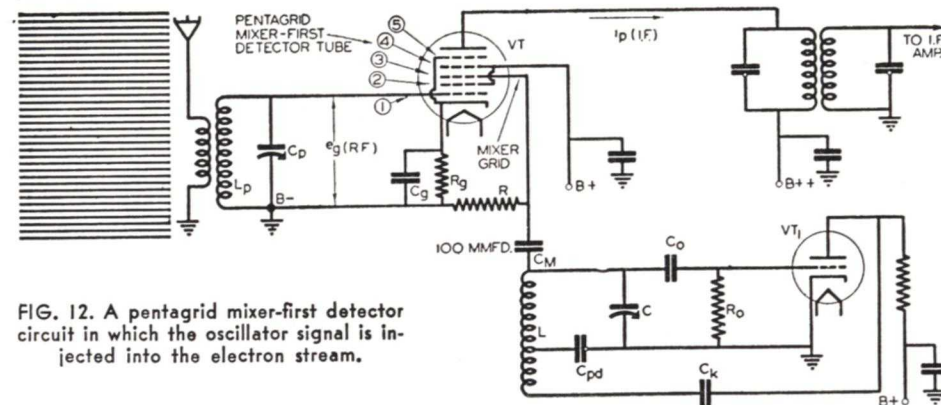 PENTAGRID
MIXER-FIRST
DETECTOR TUBE
⑤
④
③
②
①
VT
Ip (I.F.)
TO I.F.
AMP.
eg (R.F.)
Cp
Lp
B-
Cg
Rg
R
MIXER
GRID
B+
B++
100 MMFD.
CM
Co
VT1
L
C
Ro
Cpd
Ck
B+
FIG. 12. A pentagrid mixer-first detector
circuit in which the oscillator signal is in-
jected into the electron stream.